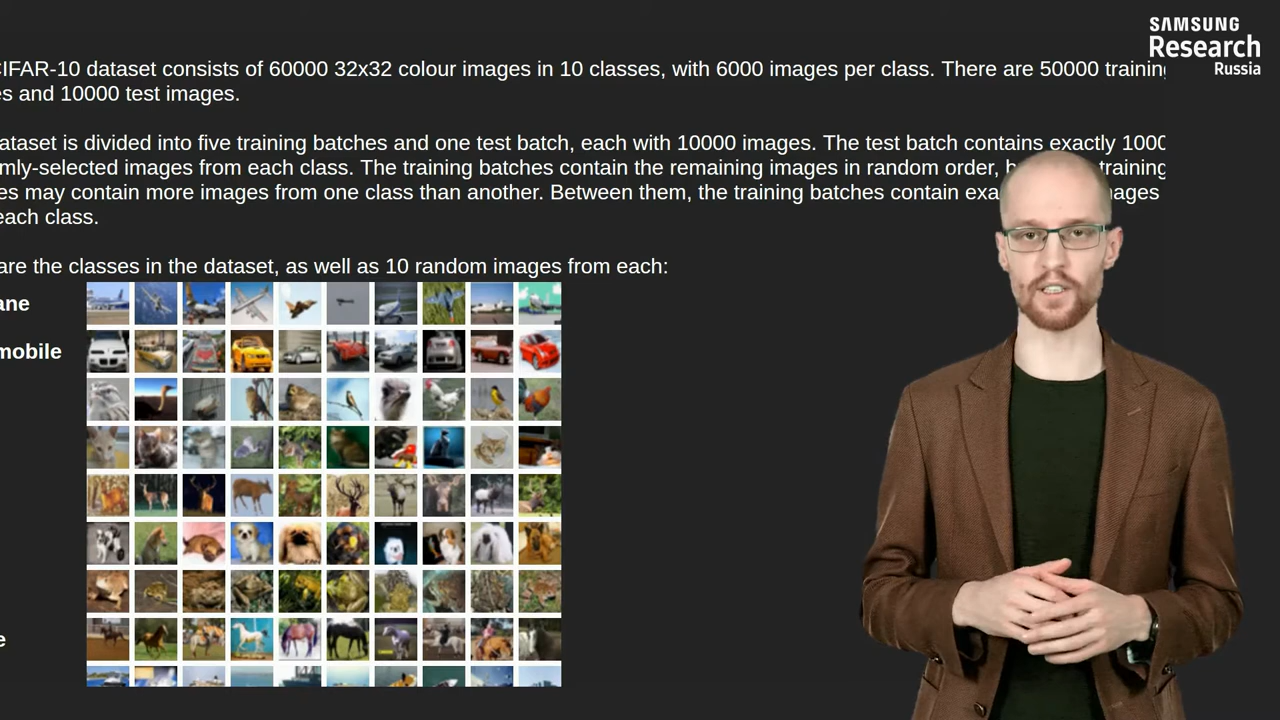 SAMSUNG
Research
Russia
CIFAR-10 dataset consists of 60000 32x32 colour images in 10 classes, with 6000 images per class. There are 50000 training
es and 10000 test images.
ataset is divided into five training batches and one test batch, each with 10000 images. The test batch contains exactly 1000
mly-selected images from each class. The training batches contain the remaining images in random order, training
es may contain more images from one class than another. Between them, the training batches contain images
each class.
are the classes in the dataset, as well as 10 random images from each:
ane
mobile
e